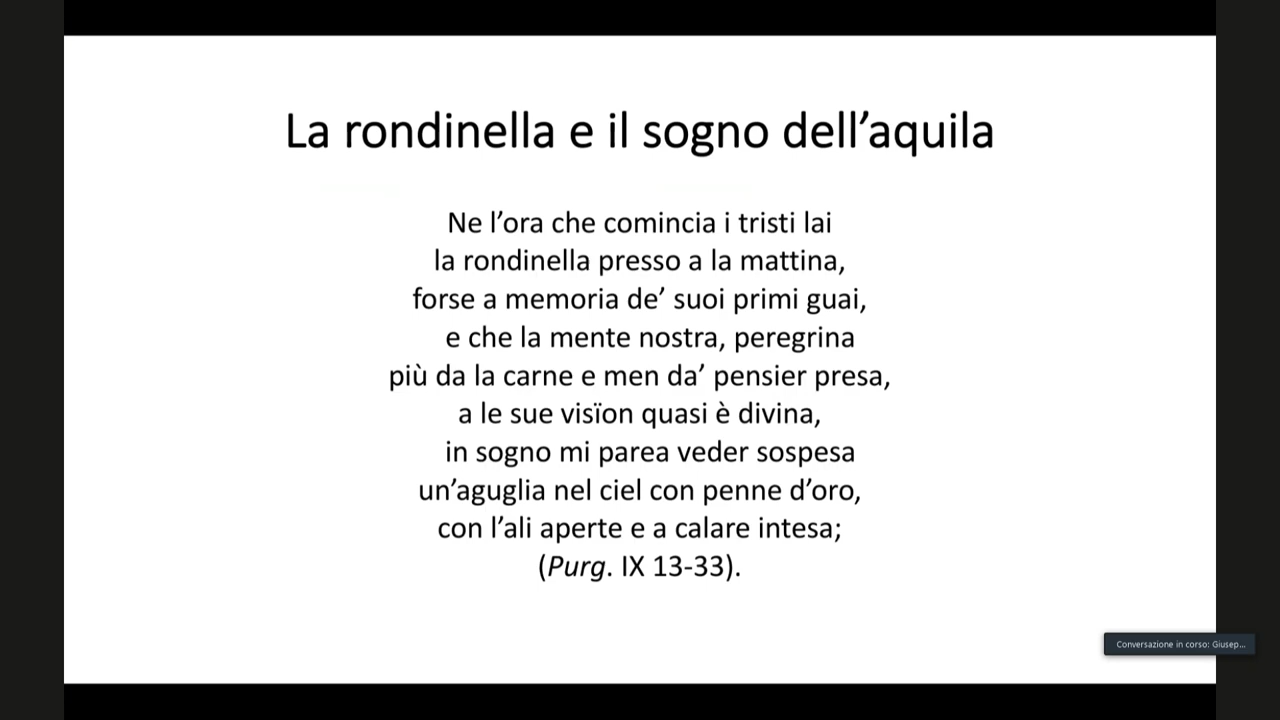 La rondinella e il sogno dell’aquila
Ne l’ora che comincia i tristi lai
la rondinella presso a la mattina,
forse a memoria de’ suoi primi guai,
e che la mente nostra, peregrina
più da la carne e men da’ pensier presa,
a le sue visïon quasi è divina,
in sogno mi parea veder sospesa
un’aguglia nel ciel con penne d’oro,
con l’ali aperte e a calare intesa;
(Purg. IX 13-33).
Conversazione in corso: Giusep...